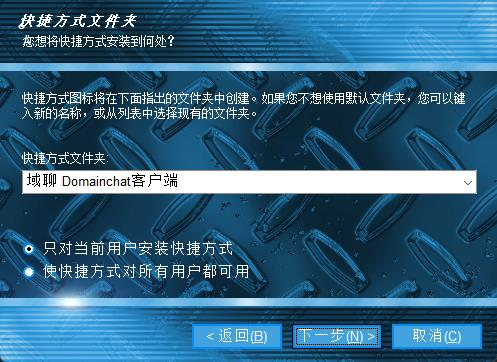 快捷方式文件夹
您想将快捷方式安装到何处?
快捷方式图标将在下面指出的文件夹中创建。如果您不想使用默认文件夹，您可以键
入新的名称，或从列表中选择现有的文件夹。
快捷方式文件夹:
域聊 Domainchat客户端
只对当前用户安装快捷方式
使快捷方式对所有用户都可用
< 返回(B)
下一步(N) >
取消(C)